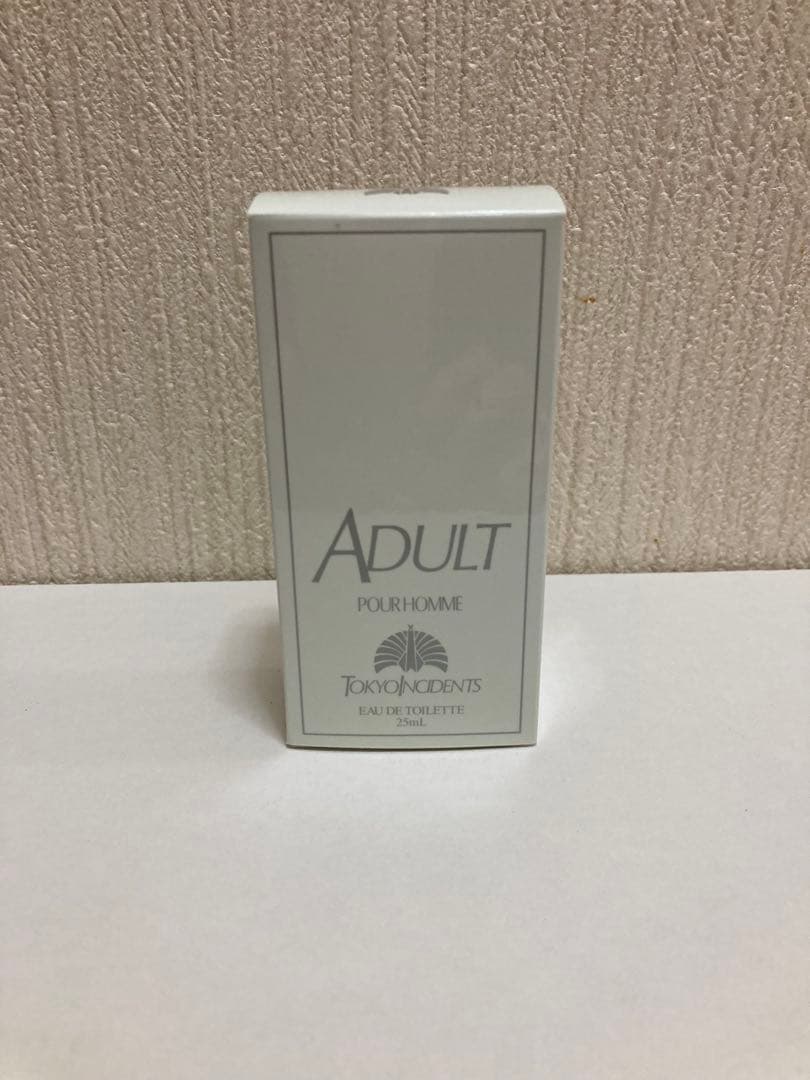 ADULT
POUR HOMME
TOKYO INCIDENTS
EAU DE TOILETTE
25mL